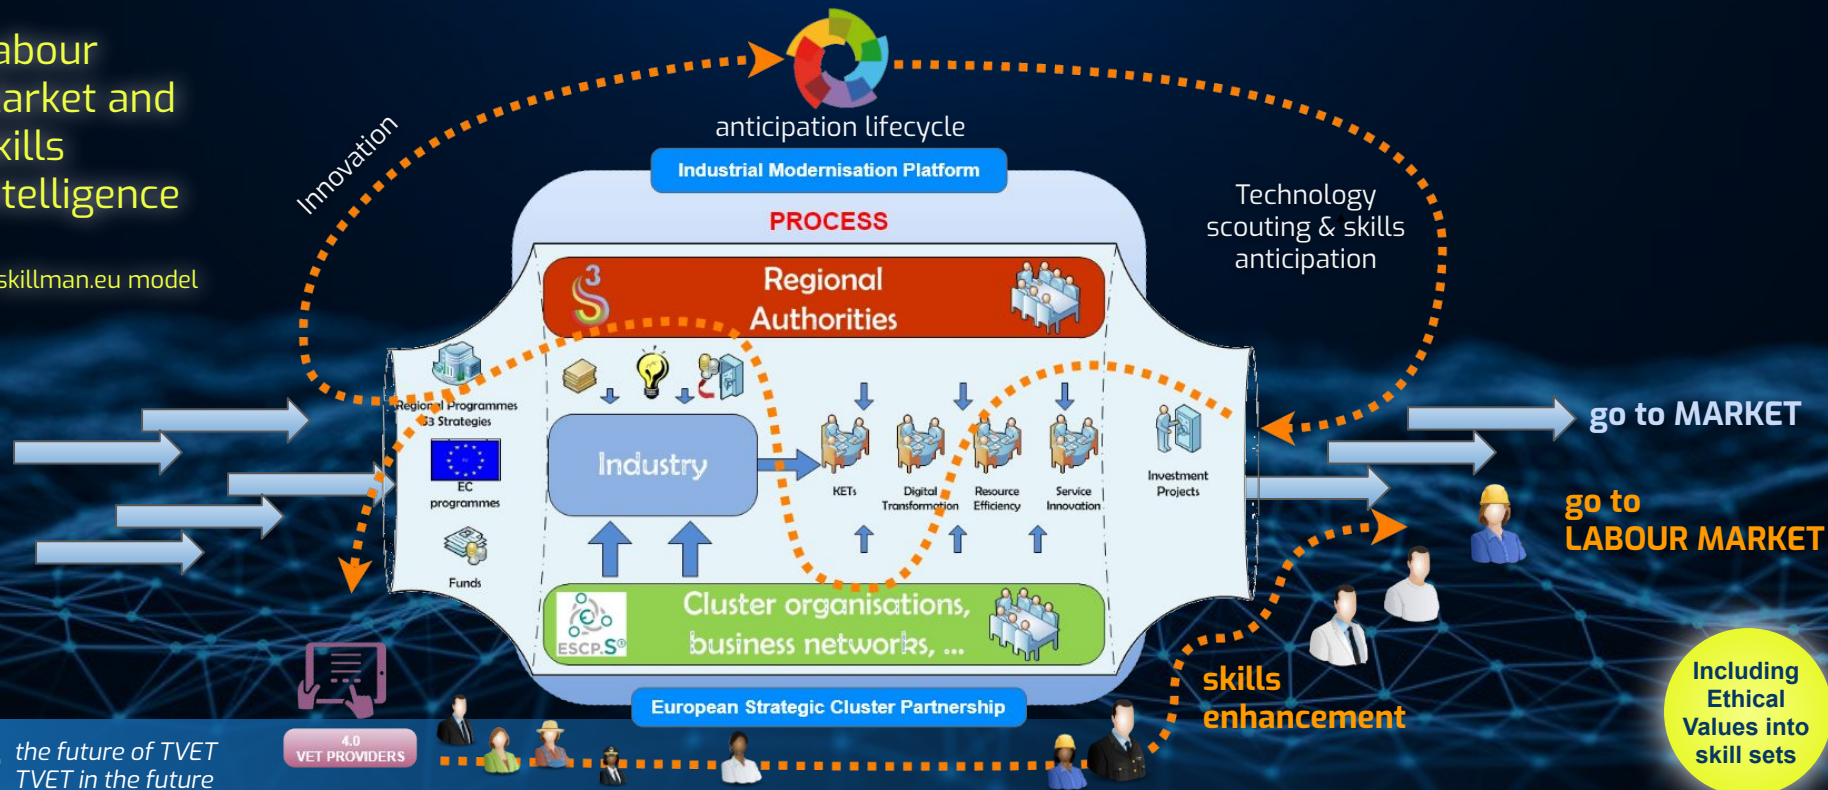 abour
arket and
kills
telligence
skillman.eu model
Innovation
anticipation lifecycle
Industrial Modernisation Platform
PROCESS
Technology
scouting & skills
anticipation
S3
Regional
Authorities
Regional Programmes
S3 Strategies
EC
programmes
Funds
Industry
KETs
Digital
Transformation
Resource
Efficiency
Service
Innovation
Investment
Projects
go to MARKET
go to
LABOUR MARKET
ESCP.S®
Cluster organisations,
business networks, ...
European Strategic Cluster Partnership
skills
enhancement
Including
Ethical
Values into
skill sets
4.0
VET PROVIDERS
the future of TVET
TVET in the future